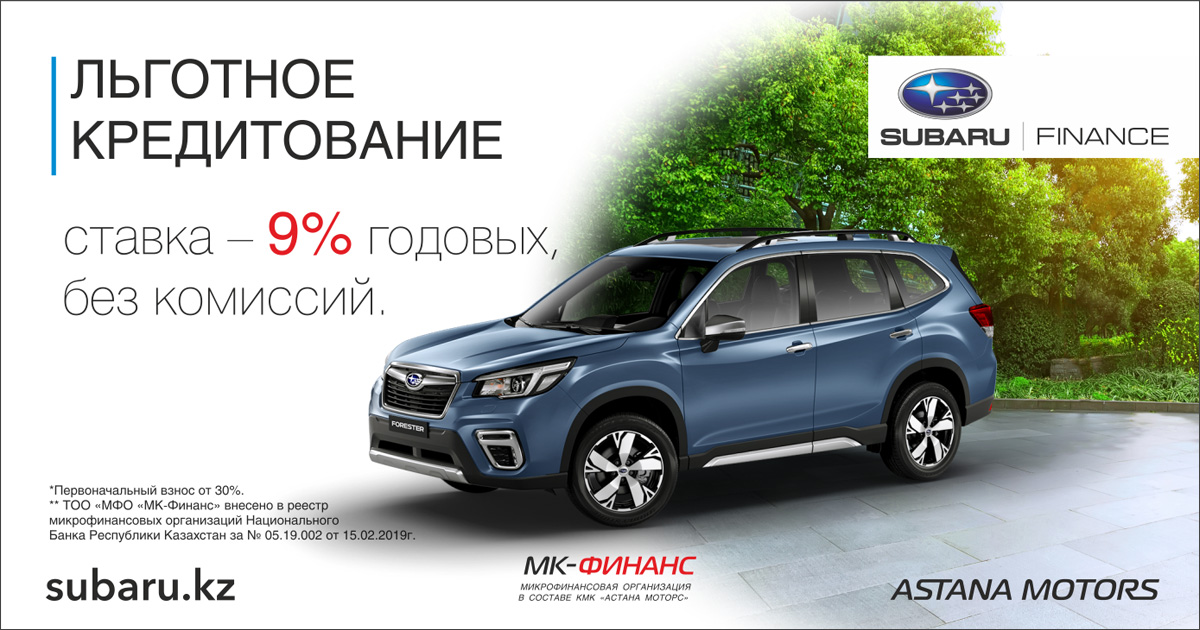 ЛЬГОТНОЕ
КРЕДИТОВАНИЕ
ставка – 9% годовых,
без комиссий.
SUBARU | FINANCE
FORESTER
*Первоначальный взнос от 30%.
** ТОО «МФО «МК-Финанс» внесено в реестр
микрофинансовых организаций Национального
Банка Республики Казахстан за № 05.19.002 от 15.02.2019г.
subaru.kz
МК-ФИНАНС
МИКРОФИНАНСОВАЯ ОРГАНИЗАЦИЯ
В СОСТАВЕ КМК «АСТАНА МОТОРС»
ASTANA MOTORS